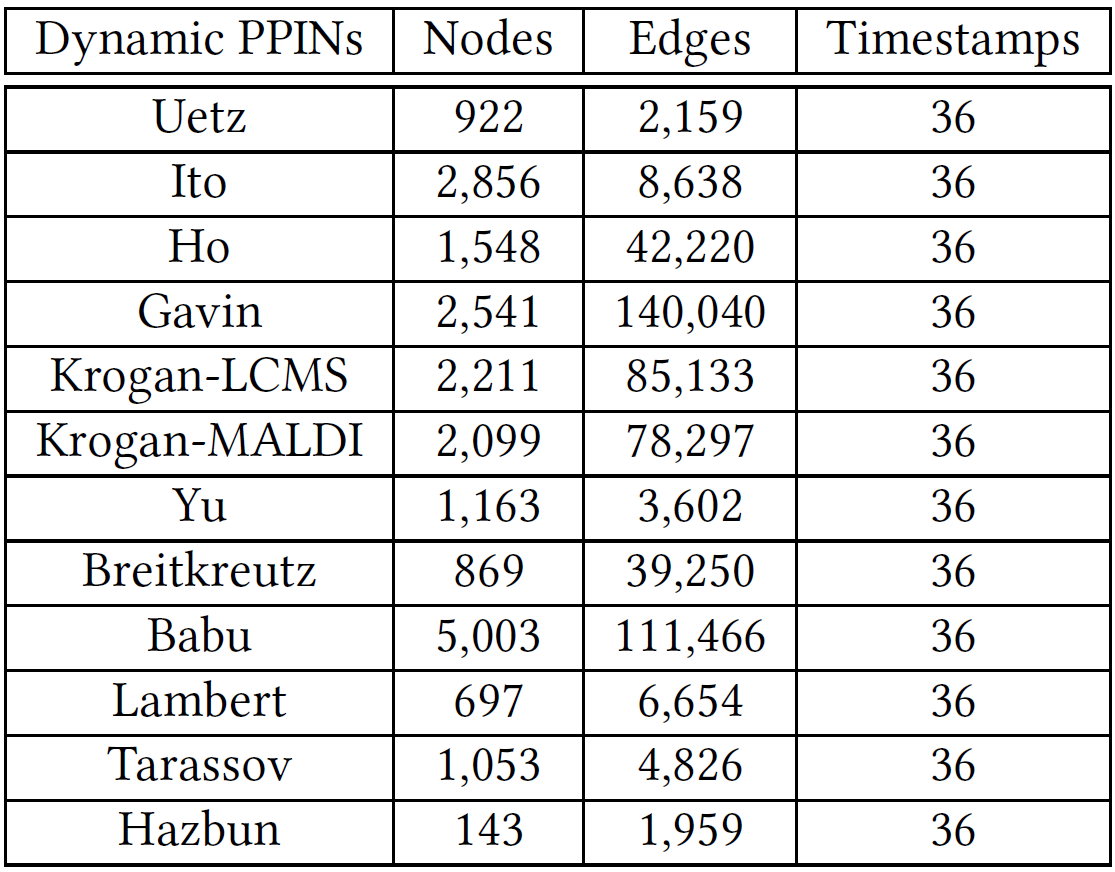 Dynamic PPINs Nodes Edges Timestamps
Uetz 922 2,159 36
Ito 2,856 8,638 36
Ho 1,548 42,220 36
Gavin 2,541 140,040 36
Krogan-LCMS 2,211 85,133 36
Krogan-MALDI 2,099 78,297 36
Yu 1,163 3,602 36
Breitkreutz 869 39,250 36
Babu 5,003 111,466 36
Lambert 697 6,654 36
Tarassov 1,053 4,826 36
Hazbun 143 1,959 36